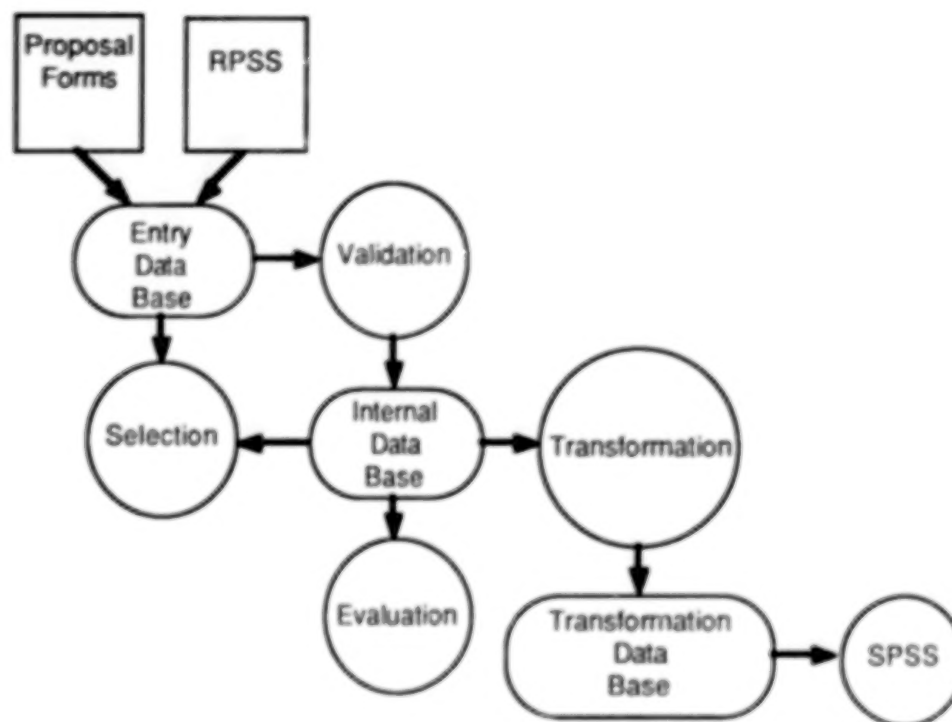 Proposal
Forms
RPSS
Entry
Data
Base
Validation
Selection
Internal
Data
Base
Transformation
Evaluation
Transformation
Data
Base
SPSS